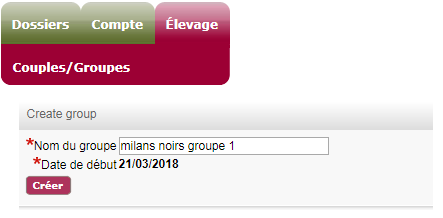 Dossiers Compte Élevage
Couples/Groupes
Create group
*Nom du groupe milans noirs groupe 1
*Date de début 21/03/2018
Créer